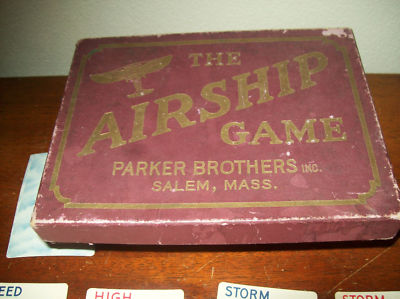 THE
AIRSHIP
GAME
PARKER BROTHERS INC.
SALEM, MASS.
EED HIGH STORM STORM